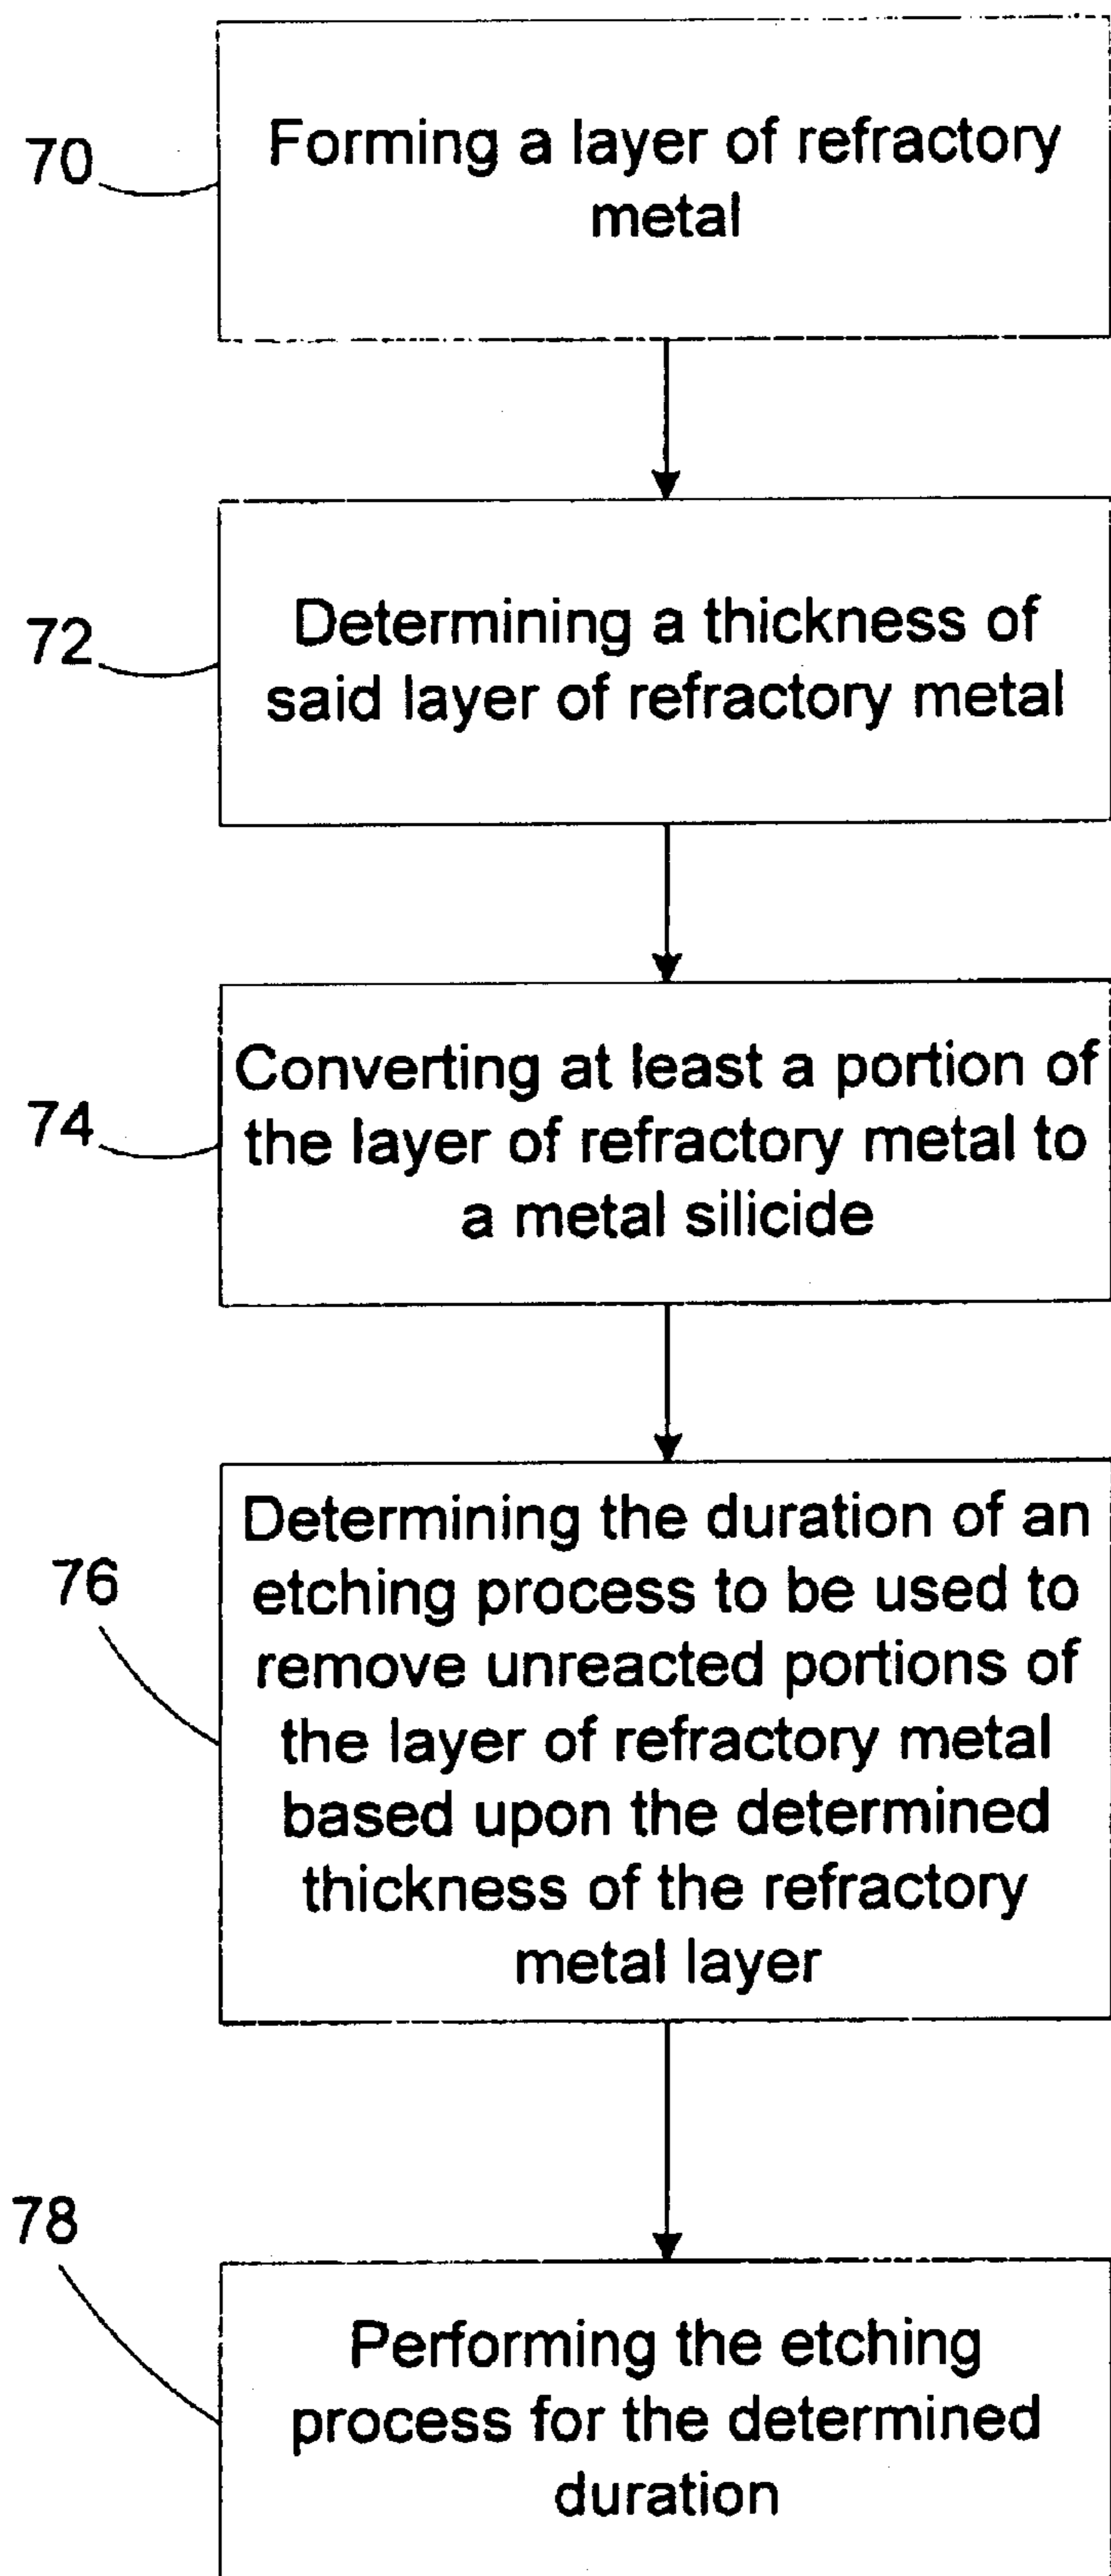 70
Forming a layer of refractory
metal
72
Determining a thickness of
said layer of refractory metal
74
Converting at least a portion of
the layer of refractory metal to
a metal silicide
76
Determining the duration of an
etching process to be used to
remove unreacted portions of
the layer of refractory metal
based upon the determined
thickness of the refractory
metal layer
78
Performing the etching
process for the determined
duration